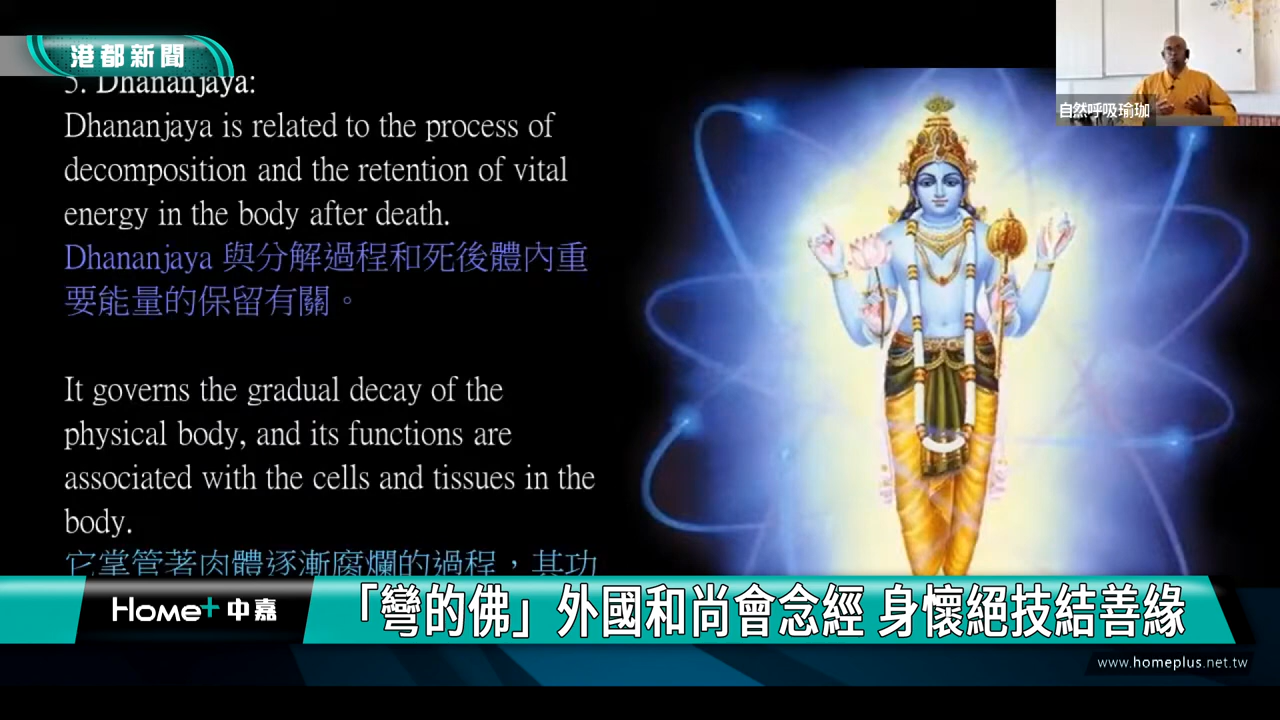 港都新聞
自然呼吸瑜珈
5. Dhananjaya:
Dhananjaya is related to the process of
decomposition and the retention of vital
energy in the body after death.
Dhananjaya 與分解過程和死後體內重
要能量的保留有關。
It governs the gradual decay of the
physical body, and its functions are
associated with the cells and tissues in the
body.
它掌管著肉體逐漸腐爛的過程，其功
Home+ 中嘉
「彎的佛」外國和尚會念經 身懷絕技結善緣
www.homeplus.net.tw